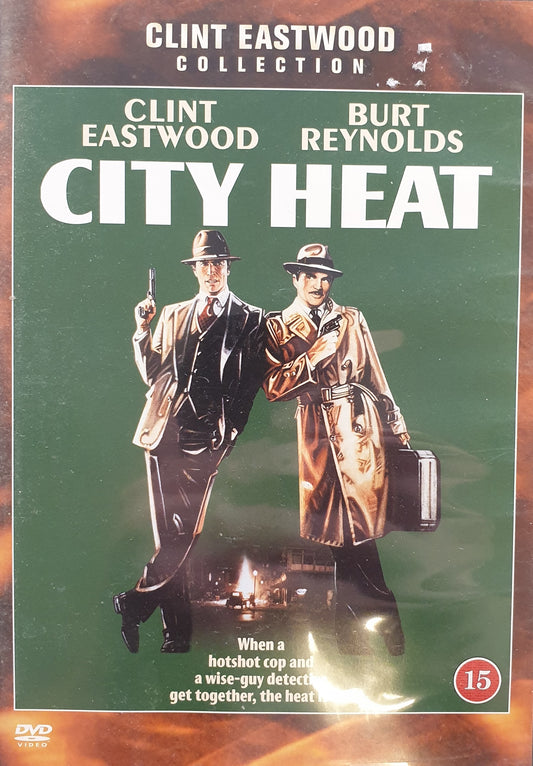 CLINT EASTWOOD
COLLECTION
CLINT EASTWOOD
BURT REYNOLDS
CITY HEAT
When a
hotshot cop and
a wise-guy
get together, the heat
15
DVD
VIDEO